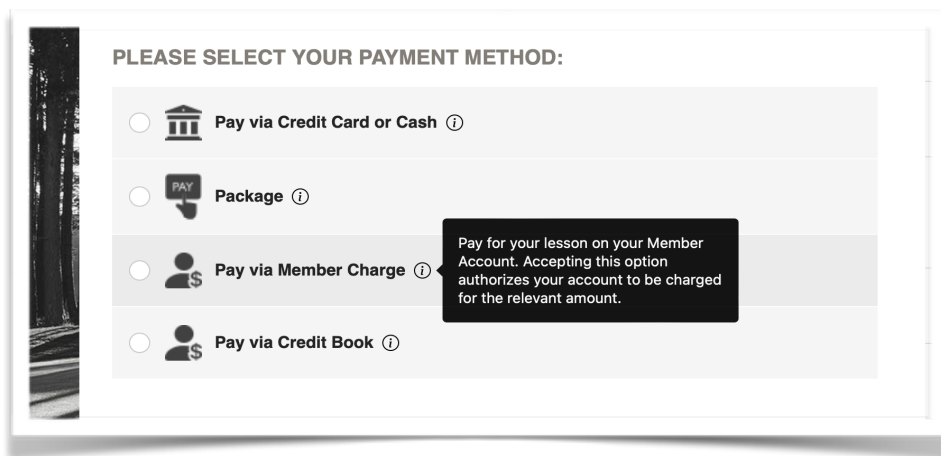 PLEASE SELECT YOUR PAYMENT METHOD:
Pay via Credit Card or Cash i
PAY
Package i
Pay via Member Charge i
Pay for your lesson on your Member
Account. Accepting this option
authorizes your account to be charged
for the relevant amount.
$
Pay via Credit Book i
$